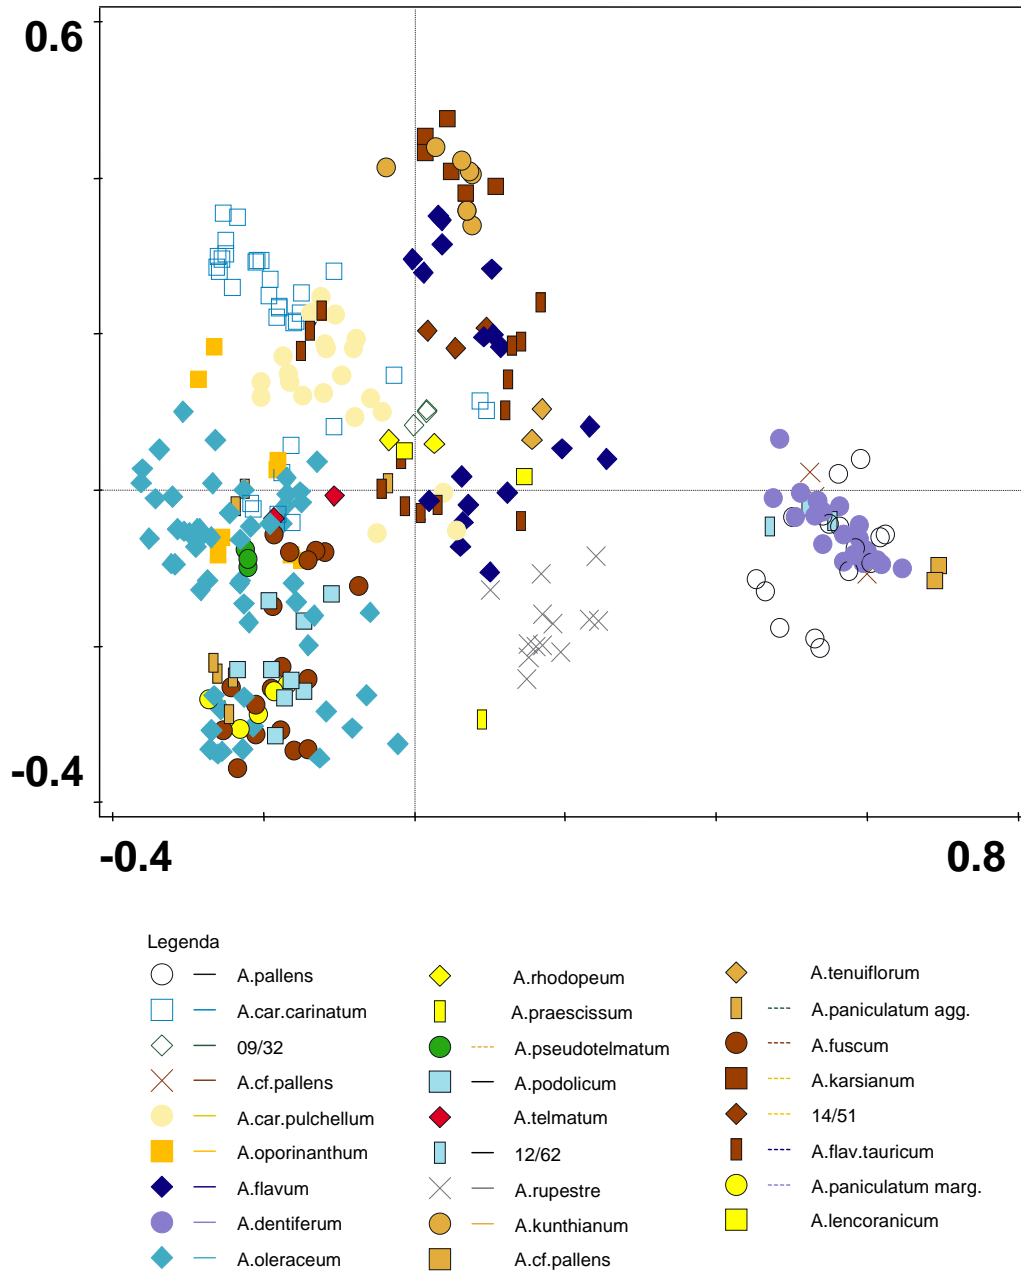 0.6
-0.4
-0.4
0.8
Legenda
A.pallens
A.car.carinatum
09/32
A.cf.pallens
A.car.pulchellum
A.oporinanthum
A.flavum
A.dentiferum
A.oleraceum
A.rhodopeum
A.praescissum
A.pseudotelmatum
A.podolicum
A.telmatum
12/62
A.rupestre
A.kunthianum
A.cf.pallens
A.tenuiflorum
A.paniculatum agg.
A.fuscum
A.karsianum
14/51
A.flav.tauricum
A.paniculatum marg.
A.lencoranicum